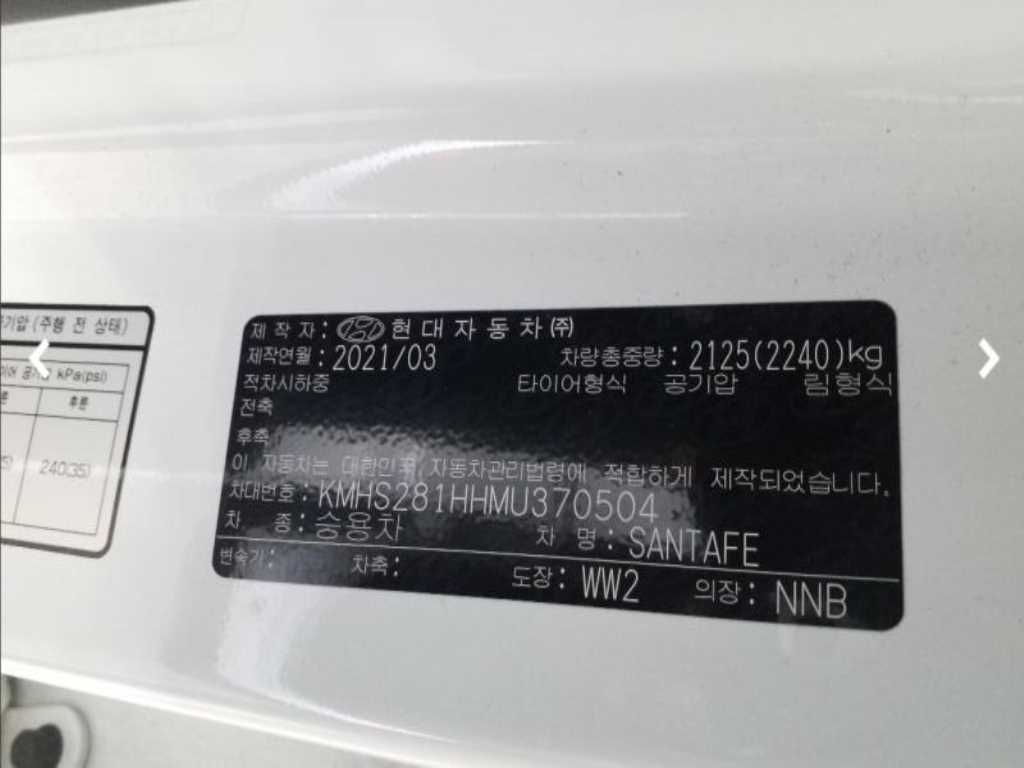 기압 (주행 전 상태)
kPa(psi)
후륜
240(35)
제 작 자 : 현 대 자 동 차 ㈜
제작연월 : 2021/03 차량총중량 : 2125(2240)kg
적차시하중 타이어형식 공기압 림형식
전축
후축
이 자동차는 대한민국 자동차관리법령에 적합하게 제작되었습니다.
차대번호 : KMHS281HHMU370504
차 종 : 승용차 차 명 : SANTAFE
변속기 : 차축 : 도장 : WW2 의장 : NNB